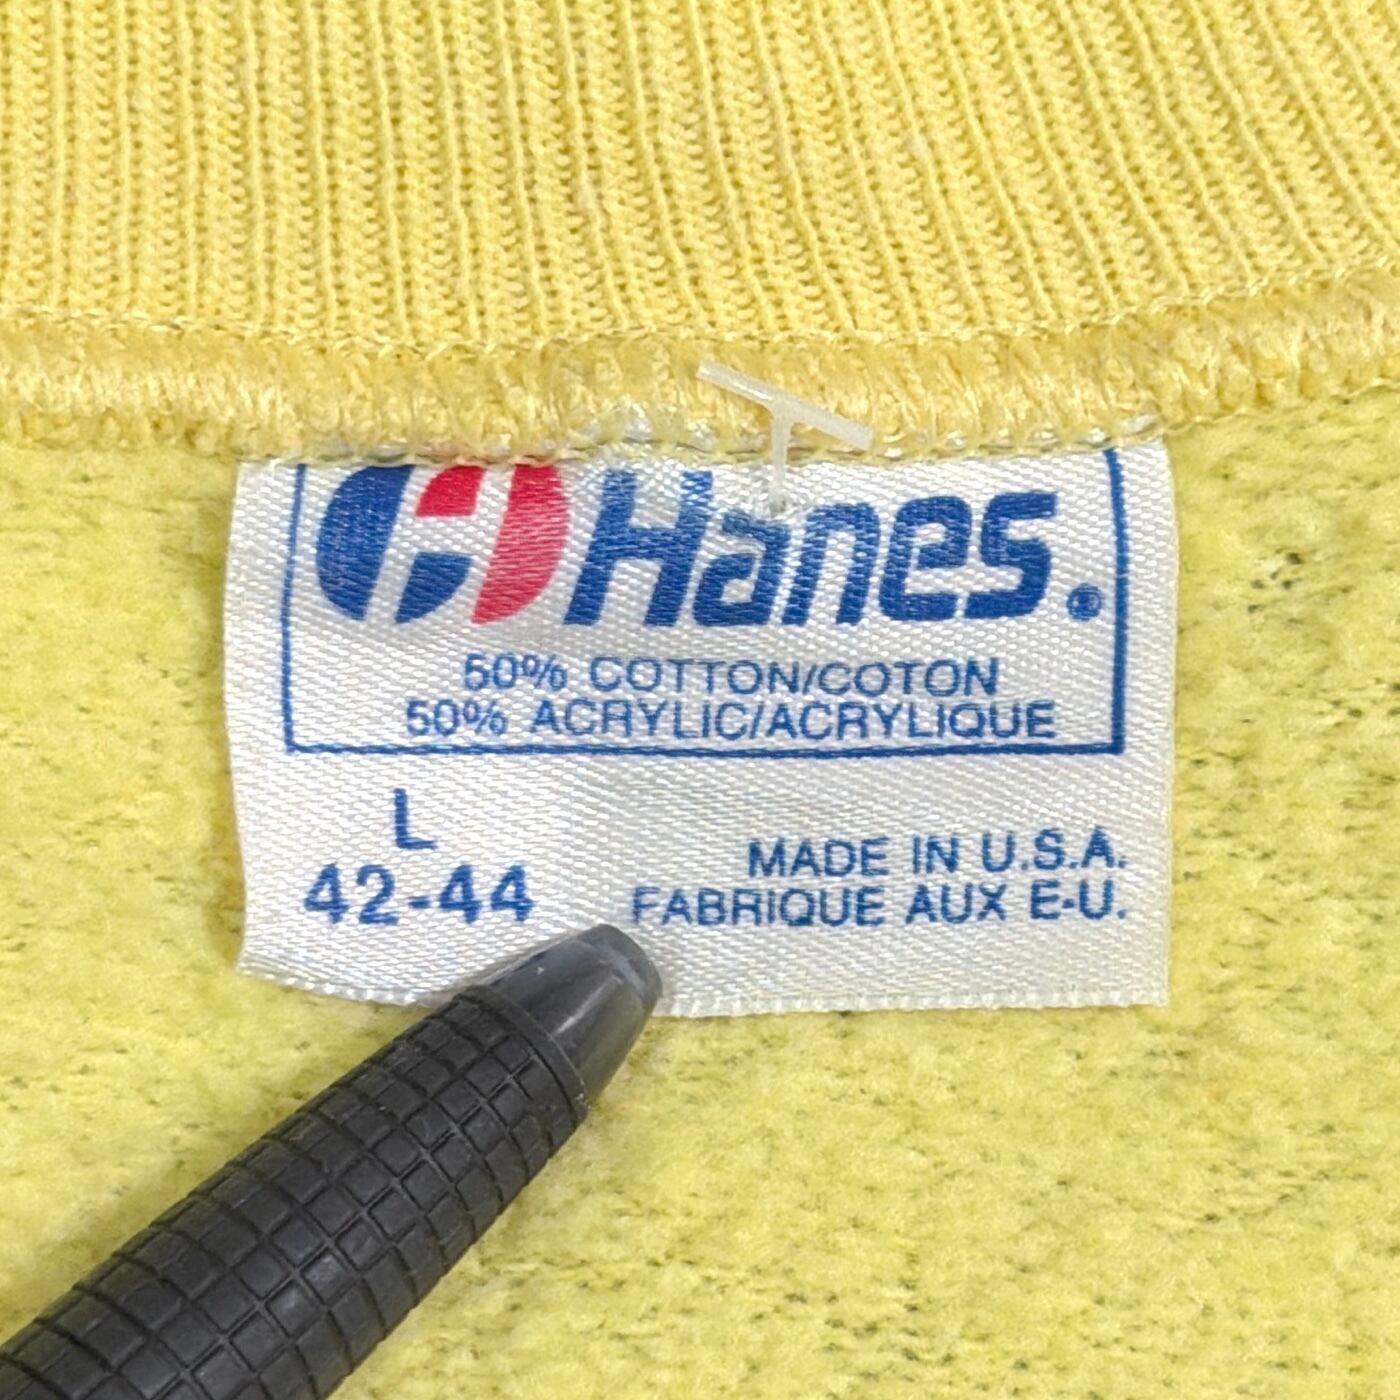 Hanes.®
50% COTTON/COTON
50% ACRYLIC/ACRYLIQUE
L
42-44
MADE IN U.S.A.
FABRIQUE AUX E-U.